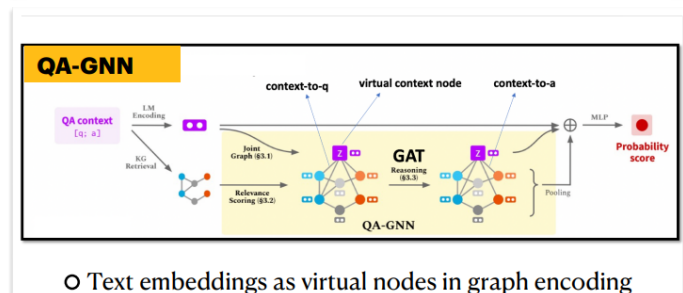 QA-GNN
context-to-q
virtual context node
context-to-a
QA context
[q; a]
LM
Encoding
KG
Retrieval
Joint
Graph (§3.1)
Relevance
Scoring (§3.2)
Z
GAT
Reasoning
(§3.3)
Z
QA-GNN
Pooling
MLP
Probability
score
Text embeddings as virtual nodes in graph encoding